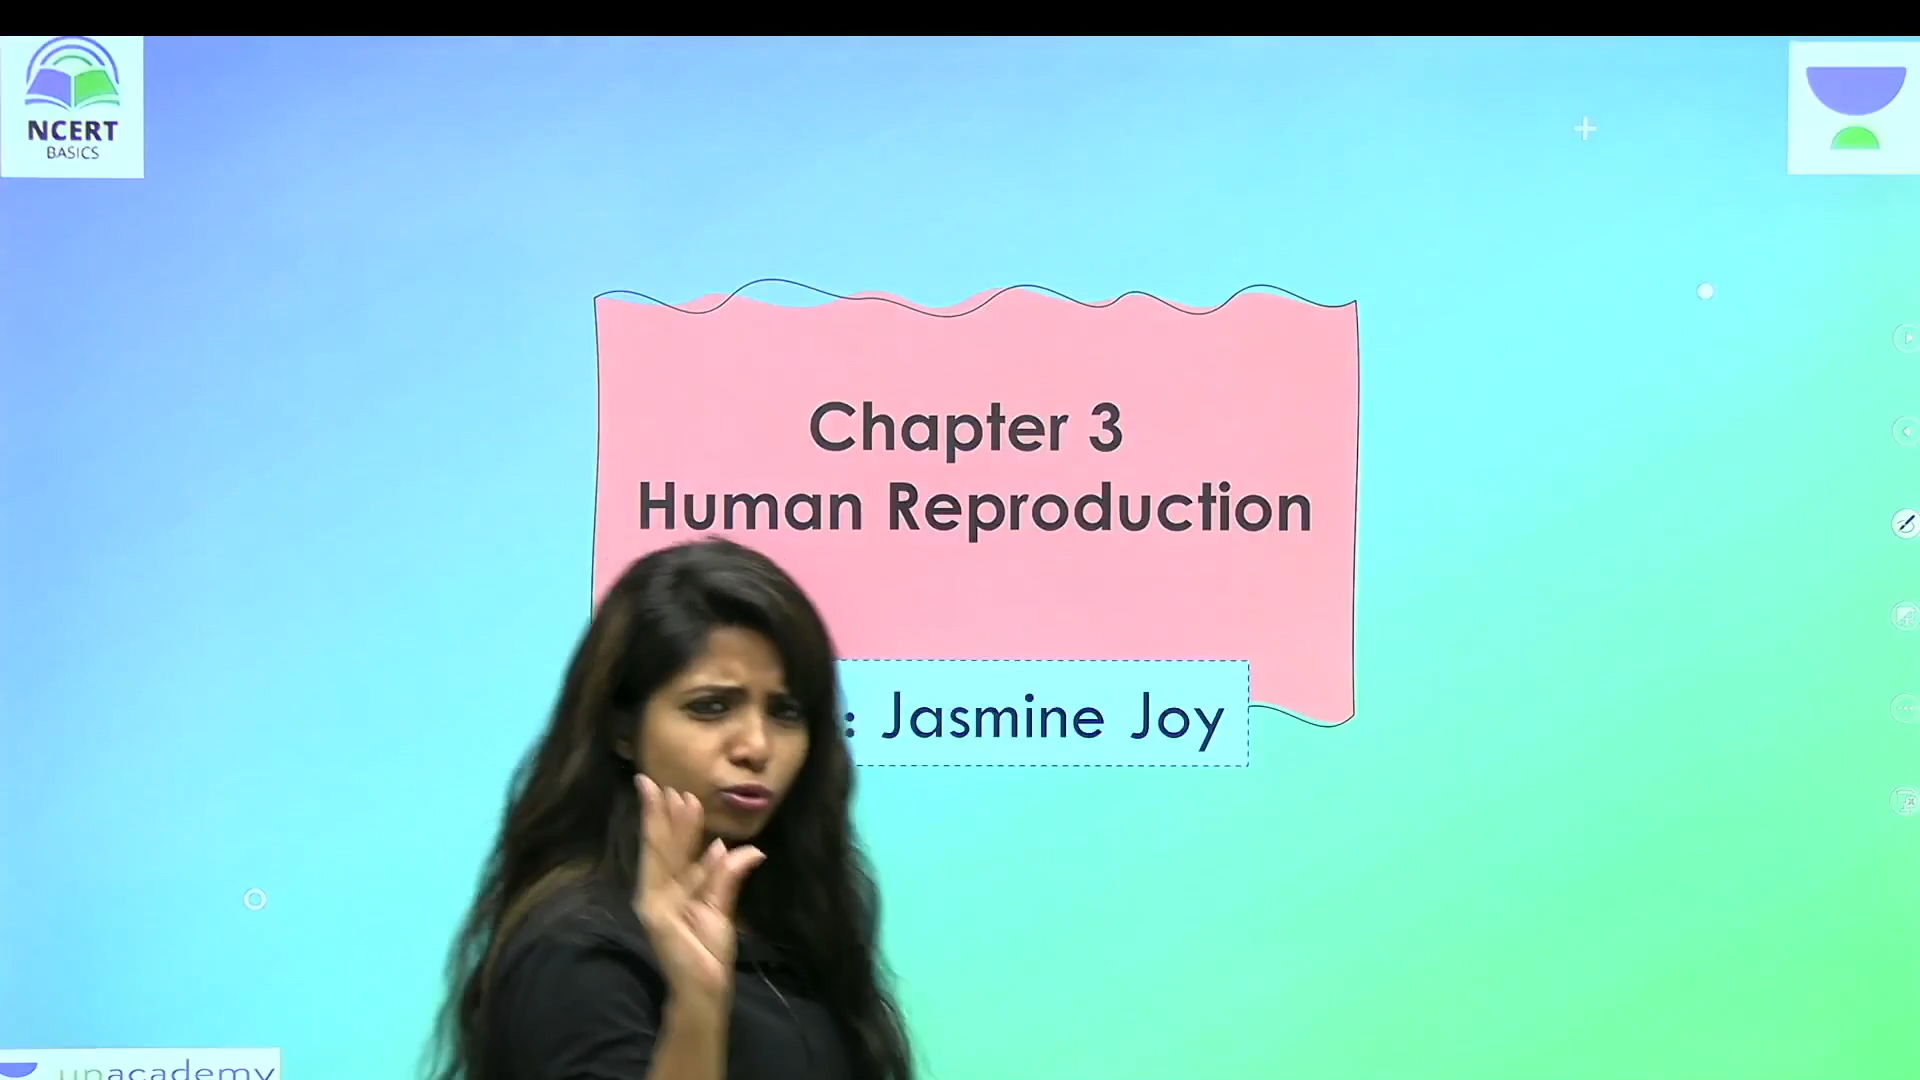 NCERT
BASICS
Chapter 3
Human Reproduction
: Jasmine Joy
unacademy